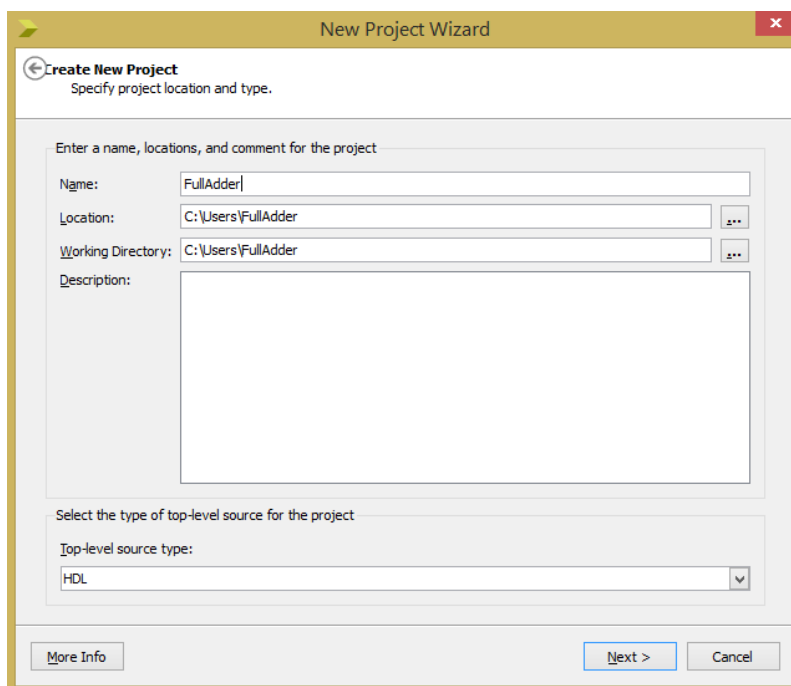 New Project Wizard
Create New Project
Specify project location and type.
Enter a name, locations, and comment for the project
Name: FullAdder
Location: C:\Users\FullAdder ...
Working Directory: C:\Users\FullAdder ...
Description:
Select the type of top-level source for the project
Top-level source type:
HDL
More Info Next > Cancel